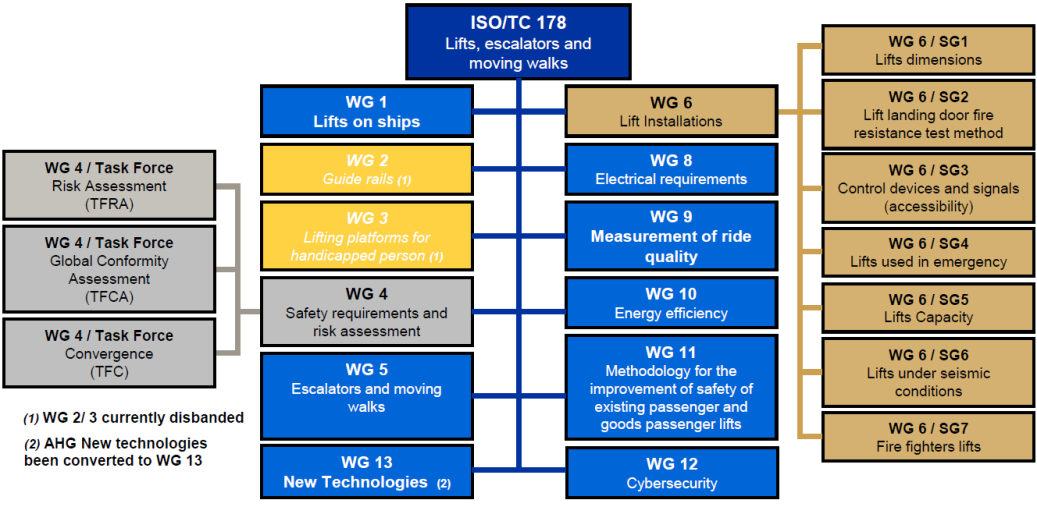 ISO/TC 178
Lifts, escalators and
moving walks
WG 1
Lifts on ships
WG 2
Guide rails (1)
WG 3
Lifting platforms for
handicapped person (1)
WG 4
Safety requirements and
risk assessment
WG 5
Escalators and moving
walks
WG 13
New Technologies (2)
WG 6
Lift Installations
WG 8
Electrical requirements
WG 9
Measurement of ride
quality
WG 10
Energy efficiency
WG 11
Methodology for the
improvement of safety of
existing passenger and
goods passenger lifts
WG 12
Cybersecurity
WG 4 / Task Force
Risk Assessment
(TFRA)
WG 4 / Task Force
Global Conformity
Assessment
(TFCA)
WG 4 / Task Force
Convergence
(TFC)
WG 6 / SG1
Lifts dimensions
WG 6 / SG2
Lift landing door fire
resistance test method
WG 6 / SG3
Control devices and signals
(accessibility)
WG 6 / SG4
Lifts used in emergency
WG 6 / SG5
Lifts Capacity
WG 6 / SG6
Lifts under seismic
conditions
WG 6 / SG7
Fire fighters lifts
(1) WG 2/ 3 currently disbanded
(2) AHG New technologies
been converted to WG 13